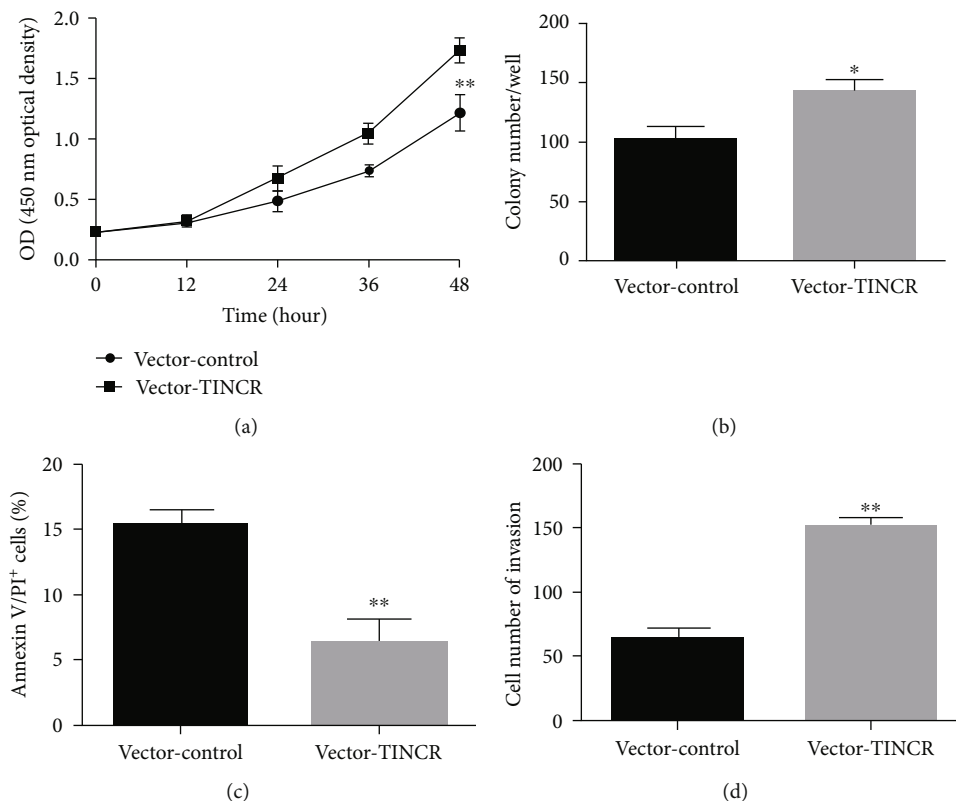 OD (450 nm optical density)
2.0
1.5
1.0
0.5
0.0
**
0
12
24
36
48
Time (hour)
Vector-control
Vector-TINCR
(a)
Colony number/well
200
150
100
50
0
*
Vector-control
Vector-TINCR
(b)
Annexin V/PI⁺ cells (%)
20
15
10
5
0
**
Vector-control
Vector-TINCR
(c)
Cell number of invasion
200
150
100
50
0
**
Vector-control
Vector-TINCR
(d)